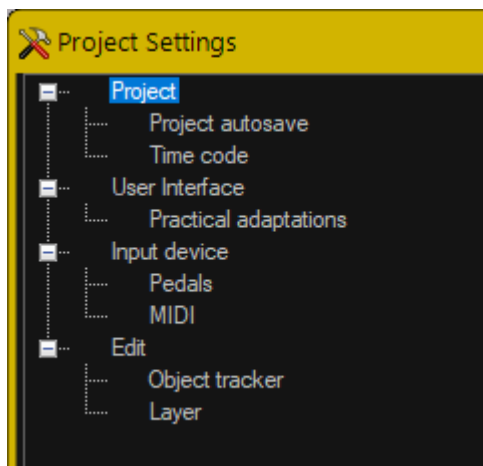 Project Settings
Project
Project autosave
Time code
User Interface
Practical adaptations
Input device
Pedals
MIDI
Edit
Object tracker
Layer